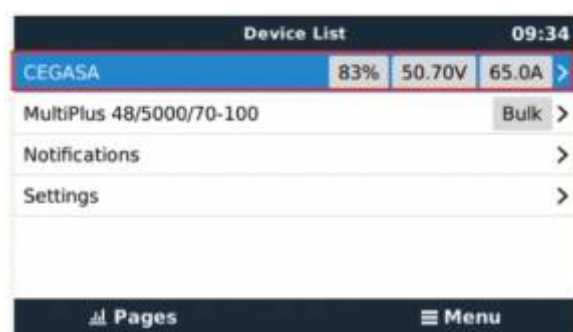 Device List 09:34
CEGASA 83% 50.70V 65.0A
MultiPlus 48/5000/70-100 Bulk
Notifications
Settings
Pages Menu